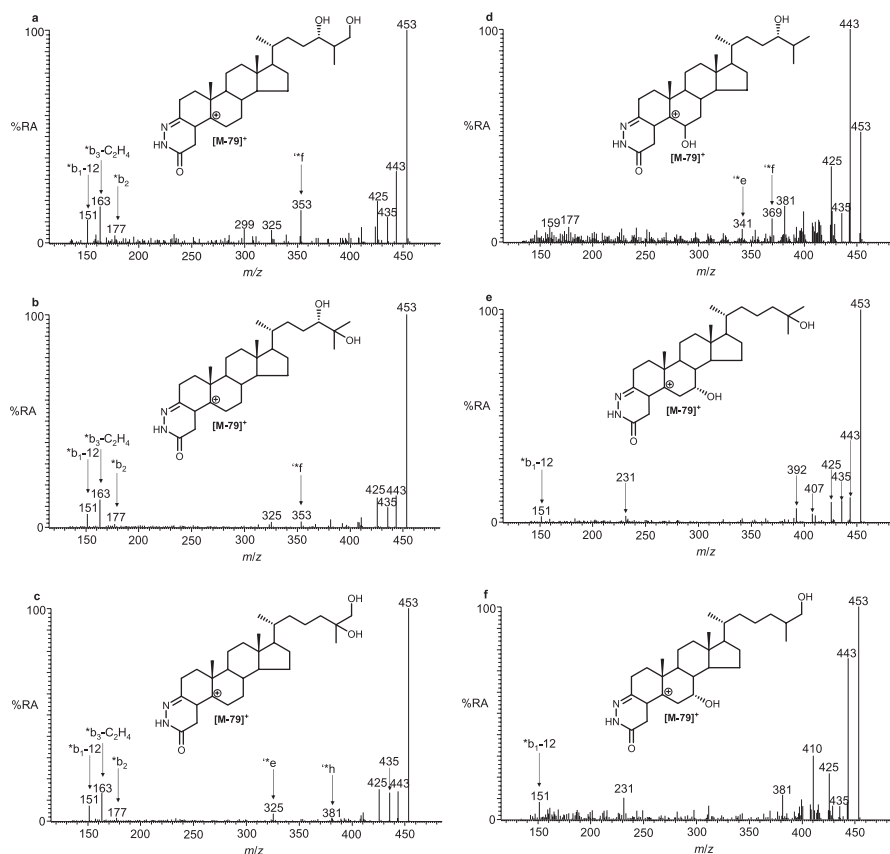 a
100
%RA
0
OH
OH
N
HN
O
[M-79]⁺
*b₃-C₂H₄
*b₁-12
*b₂
'*f
453
443
425
435
353
325
299
163
151
177
150 200 250 300 350 400 450
m/z
d
100
%RA
0
OH
N
HN
OH
O
[M-79]⁺
'*e
'*f
443
453
425
435
381
369
341
159
177
150 200 250 300 350 400 450
m/z
b
100
%RA
0
OH
OH
N
HN
O
[M-79]⁺
*b₃-C₂H₄
*b₁-12
*b₂
'*f
453
425
443
435
353
325
163
151
177
150 200 250 300 350 400 450
m/z
e
100
%RA
0
OH
N
HN
OH
O
[M-79]⁺
*b₁-12
453
443
425
435
392
407
231
151
150 200 250 300 350 400 450
m/z
c
100
%RA
0
OH
OH
N
HN
O
[M-79]⁺
*b₃-C₂H₄
*b₁-12
*b₂
'*e
'*h
453
435
425
443
325
381
163
151
177
150 200 250 300 350 400 450
m/z
f
100
%RA
0
OH
N
HN
OH
O
[M-79]⁺
*b₁-12
453
443
410
425
381
435
231
151
150 200 250 300 350 400 450
m/z